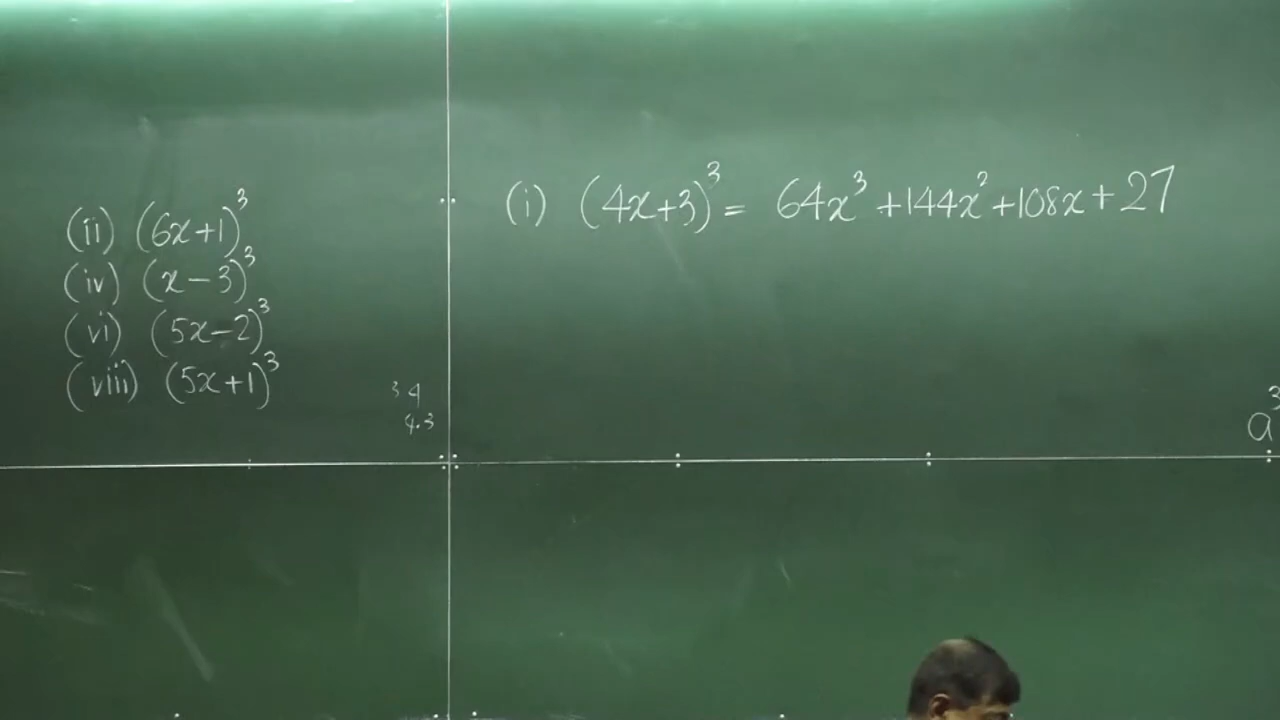 (ii) (6x+1)³
(iv) (x-3)³
(vi) (5x-2)³
(viii) (5x+1)³
3 4
4.3
(i) (4x+3)³ = 64x³ +144x² +108x + 27
a³